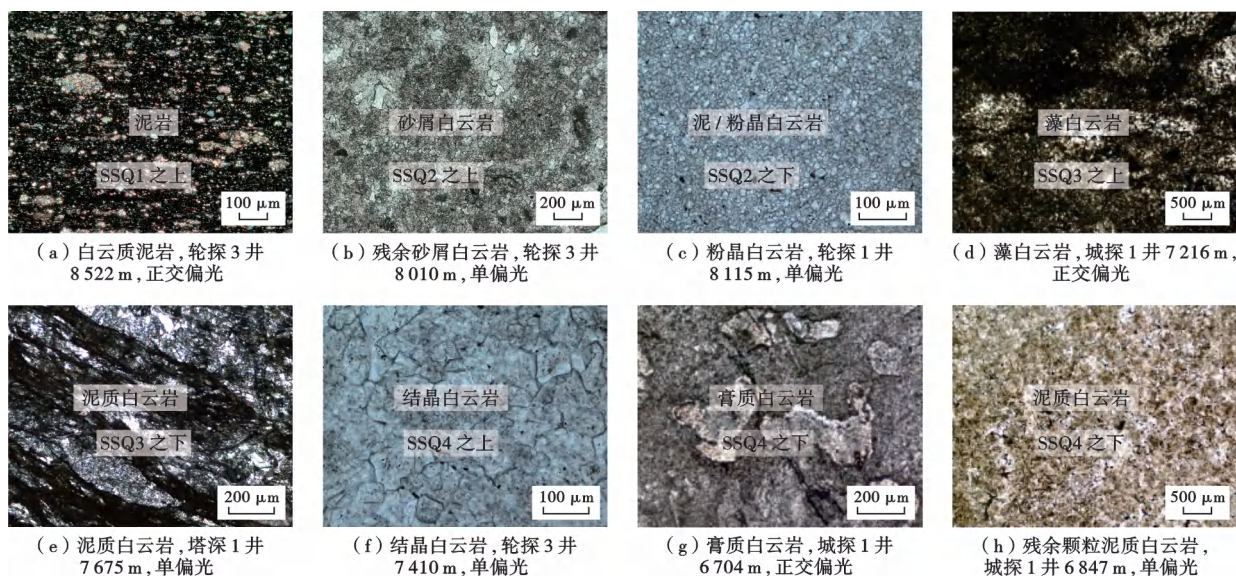 泥岩
SSQ1 之上
100 μm
砂屑白云岩
SSQ2 之上
200 μm
泥 / 粉晶白云岩
SSQ2 之下
100 μm
藻白云岩
SSQ3 之上
500 μm
(a) 白云质泥岩,轮探 3 井
8 522 m,正交偏光
(b) 残余砂屑白云岩,轮探 3 井
8 010 m,单偏光
(c) 粉晶白云岩,轮探 1 井
8 115 m,单偏光
(d) 藻白云岩,城探 1 井 7 216 m,
正交偏光
泥质白云岩
SSQ3 之下
200 μm
结晶白云岩
SSQ4 之上
100 μm
膏质白云岩
SSQ4 之下
200 μm
泥质白云岩
SSQ4 之下
500 μm
(e) 泥质白云岩,塔深 1 井
7 675 m,单偏光
(f) 结晶白云岩,轮探 3 井
7 410 m,单偏光
(g) 膏质白云岩,城探 1 井
6 704 m,正交偏光
(h) 残余颗粒泥质白云岩,
城探 1 井 6 847 m,单偏光